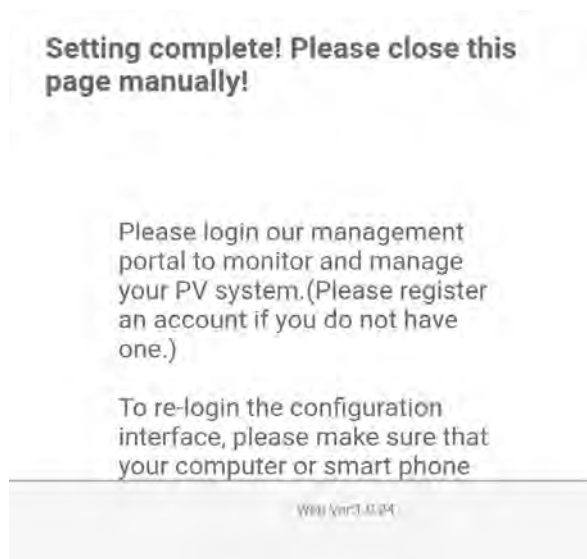 Setting complete! Please close this
page manually!
Please login our management
portal to monitor and manage
your PV system.(Please register
an account if you do not have
one.)
To re-login the configuration
interface, please make sure that
your computer or smart phone